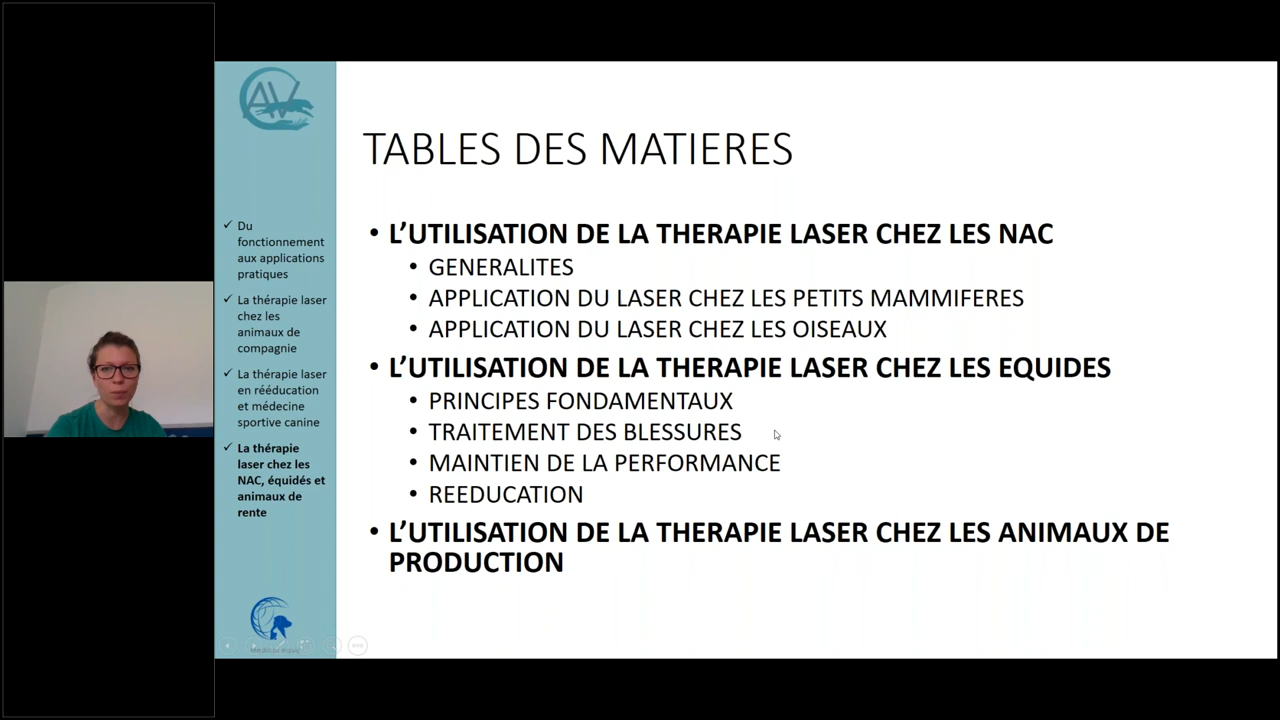 AV
TABLES DES MATIERES
✓ Du
fonctionnement
aux applications
pratiques
✓ La thérapie laser
chez les
animaux de
compagnie
✓ La thérapie laser
en rééducation
et médecine
sportive canine
✓ La thérapie
laser chez les
NAC, équidés et
animaux de
rente
• L’UTILISATION DE LA THERAPIE LASER CHEZ LES NAC
• GENERALITES
• APPLICATION DU LASER CHEZ LES PETITS MAMMIFERES
• APPLICATION DU LASER CHEZ LES OISEAUX
• L’UTILISATION DE LA THERAPIE LASER CHEZ LES EQUIDES
• PRINCIPES FONDAMENTAUX
• TRAITEMENT DES BLESSURES
• MAINTIEN DE LA PERFORMANCE
• REEDUCATION
• L’UTILISATION DE LA THERAPIE LASER CHEZ LES ANIMAUX DE
PRODUCTION